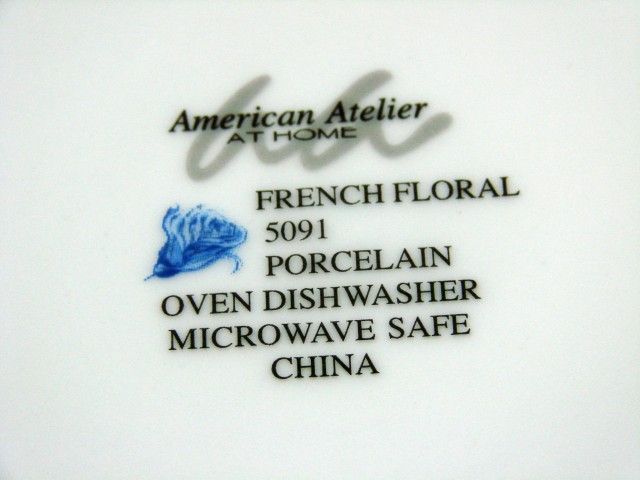 American Atelier
AT HOME
FRENCH FLORAL
5091
PORCELAIN
OVEN DISHWASHER
MICROWAVE SAFE
CHINA